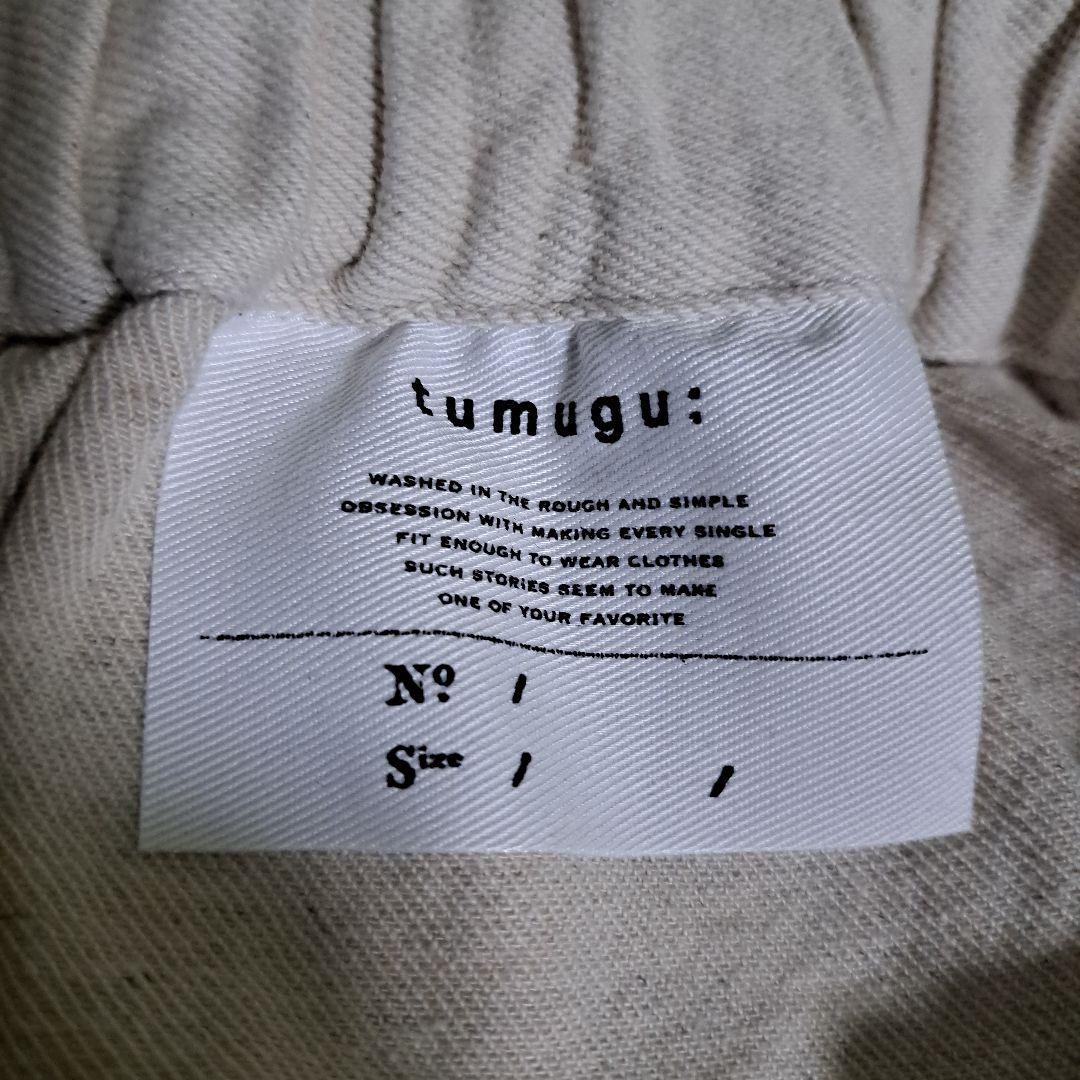 tumugu:
WASHED IN THE ROUGH AND SIMPLE
OBSESSION WITH MAKING EVERY SINGLE
FIT ENOUGH TO WEAR CLOTHES
SUCH STORIES SEEM TO MAKE
ONE OF YOUR FAVORITE
Nº /
Size / /